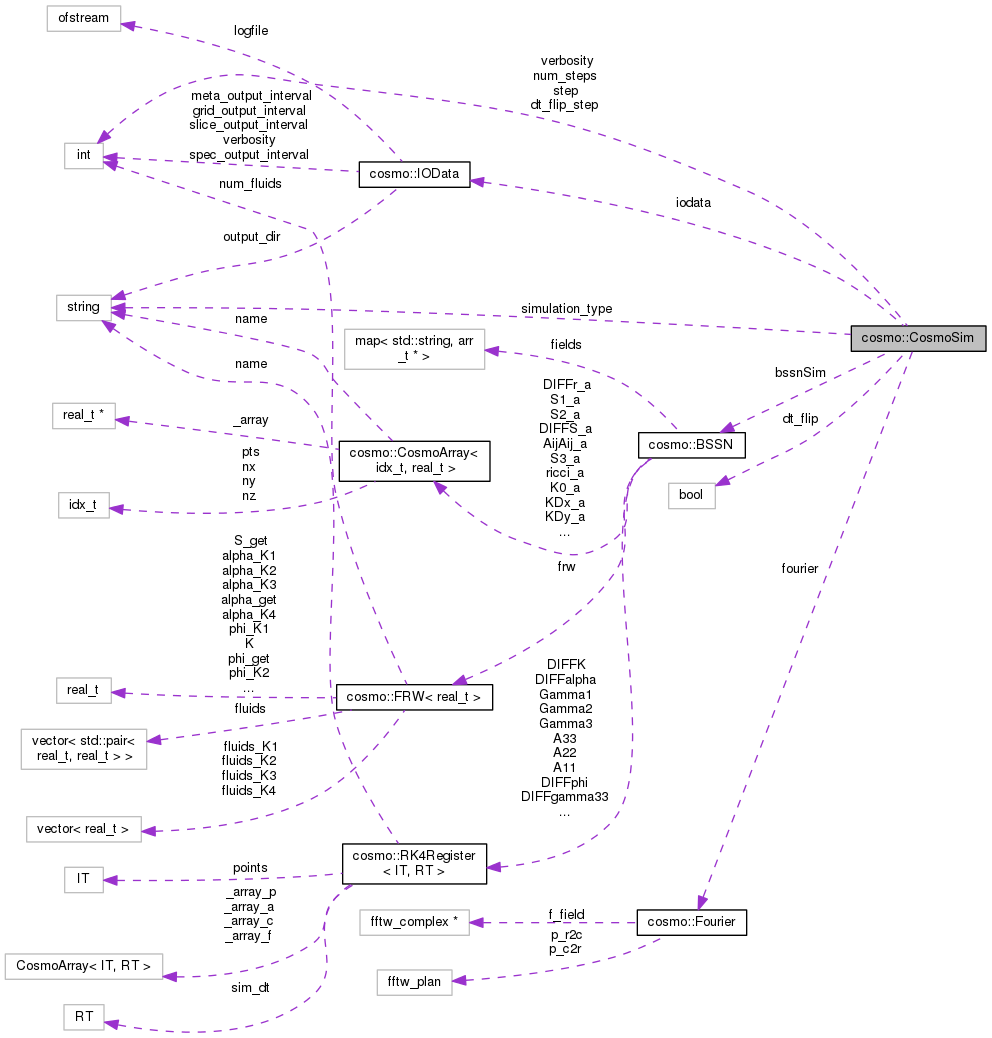 ofstream
logfile
verbosity
num_steps
step
dt_flip_step
meta_output_interval
grid_output_interval
slice_output_interval
verbosity
spec_output_interval
int
cosmo::IOData
num_fluids
iodata
output_dir
string
simulation_type
name
cosmo::CosmoSim
map< std::string, arr
_t * >
fields
name
bssnSim
DIFFr_a
S1_a
S2_a
DIFFS_a
AijAij_a
S3_a
ricci_a
K0_a
KDx_a
KDy_a
...
real_t *
_array
dt_flip
cosmo::BSSN
cosmo::CosmoArray<
idx_t, real_t >
pts
nx
ny
nz
idx_t
bool
S_get
alpha_K1
alpha_K2
alpha_K3
alpha_get
alpha_K4
phi_K1
K
phi_get
phi_K2
...
frw
fourier
real_t
cosmo::FRW< real_t >
DIFFK
DIFFalpha
Gamma1
Gamma2
Gamma3
A33
A22
A11
DIFFphi
DIFFgamma33
...
fluids
vector< std::pair<
real_t, real_t > >
fluids_K1
fluids_K2
fluids_K3
fluids_K4
vector< real_t >
cosmo::RK4Register
< IT, RT >
points
IT
_array_p
_array_a
_array_c
_array_f
fftw_complex *
f_field
cosmo::Fourier
p_r2c
p_c2r
CosmoArray< IT, RT >
fftw_plan
sim_dt
RT